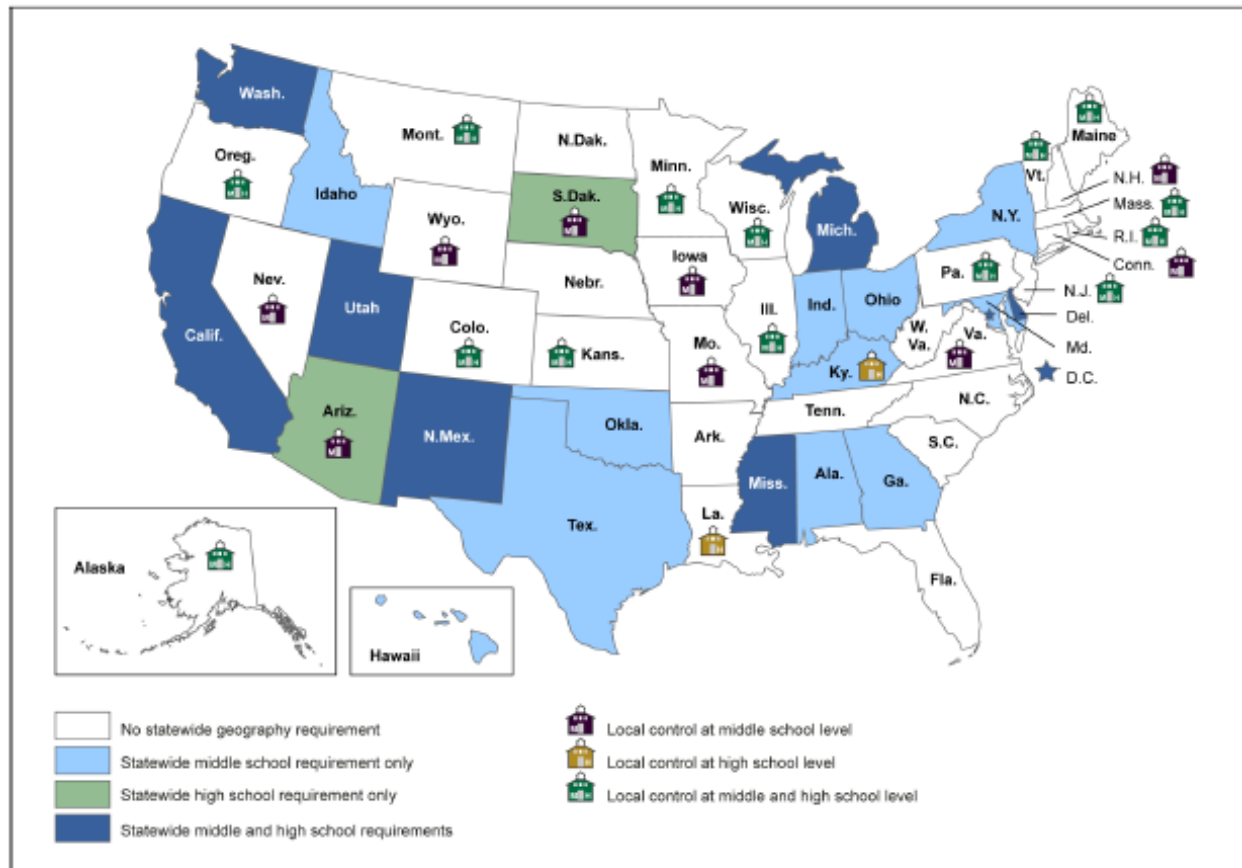 Wash.
Mont.
N.Dak.
Minn.
Maine
Oreg.
Idaho
S.Dak.
Wisc.
Vt.
N.H.
Mass.
R.I.
Conn.
N.J.
Del.
Md.
D.C.
Wyo.
Mich.
N.Y.
Nev.
Iowa
Pa.
Nebr.
Utah
Ill.
Ind.
Ohio
Calif.
Colo.
Kans.
Mo.
W.
Va.
Va.
Ky.
N.C.
Tenn.
Ariz.
N.Mex.
Okla.
Ark.
S.C.
Miss.
Ala.
Ga.
Tex.
La.
Fla.
Alaska
Hawaii
No statewide geography requirement
Statewide middle school requirement only
Statewide high school requirement only
Statewide middle and high school requirements
Local control at middle school level
Local control at high school level
Local control at middle and high school level